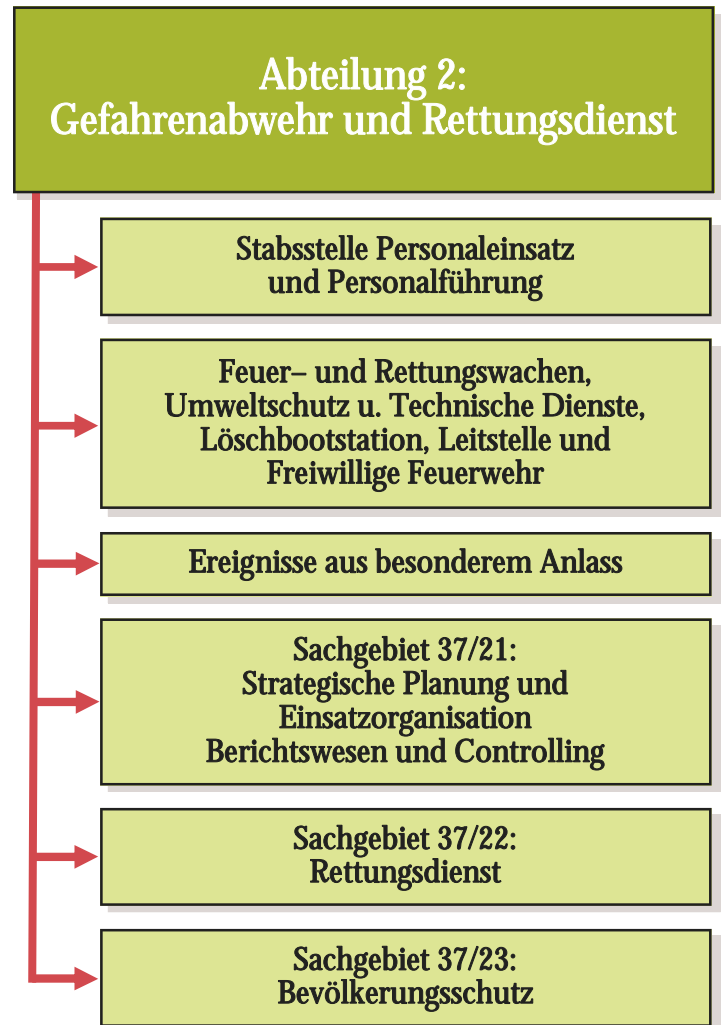 Abteilung 2:
Gefahrenabwehr und Rettungsdienst
Stabsstelle Personaleinsatz
und Personalführung
Feuer– und Rettungswachen,
Umweltschutz u. Technische Dienste,
Löschbootstation, Leitstelle und
Freiwillige Feuerwehr
Ereignisse aus besonderem Anlass
Sachgebiet 37/21:
Strategische Planung und
Einsatzorganisation
Berichtswesen und Controlling
Sachgebiet 37/22:
Rettungsdienst
Sachgebiet 37/23:
Bevölkerungsschutz